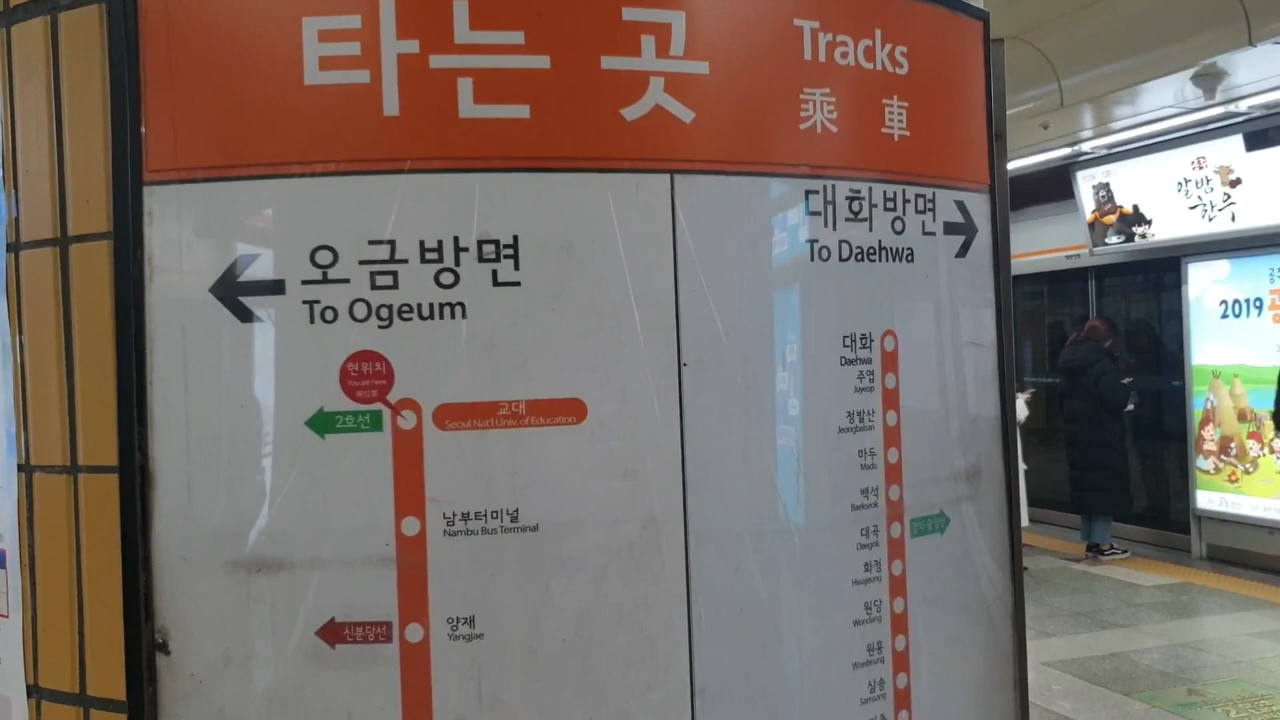 타는 곳
Tracks
乘 車
오금방면
To Ogeum
현위치
You are here
現位置
2호선
교대
Seoul Nat'l Univ. of Education
남부터미널
Nambu Bus Terminal
신분당선
양재
Yangjae
대화방면
To Daehwa
대화
Daehwa
주엽
Juyeop
정발산
Jeongbalsan
마두
Madu
백석
Baekseok
대곡
Daegok
화정
Hwajeong
원당
Wondang
원흥
Wonheung
삼송
Samsong
알밤
한우
2019